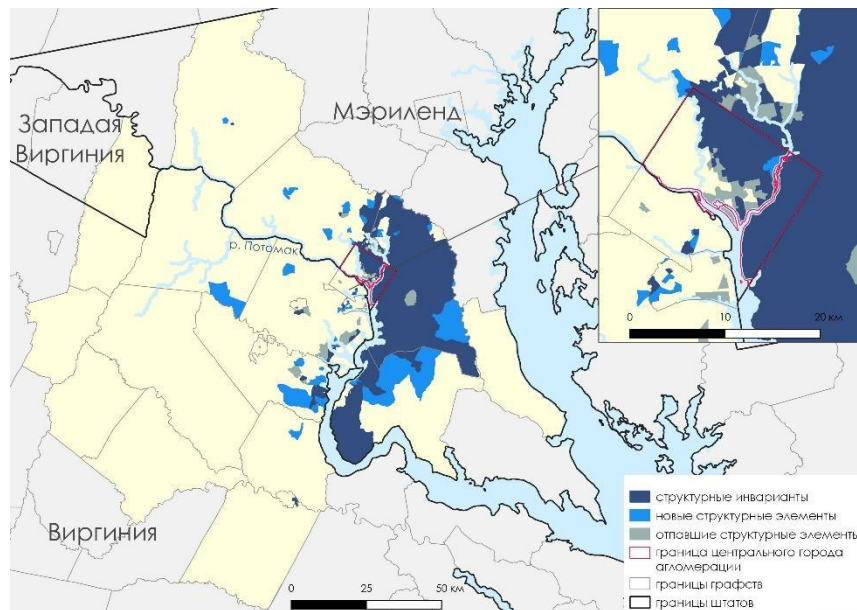 Западая
Виргиния
Мэриленд
р. Потомак
Виргиния
0 10 20 км
0 25 50 км
структурные инварианты
новые структурные элементы
отпавшие структурные элементы
граница центрального города
агломерации
границы графств
границы штатов